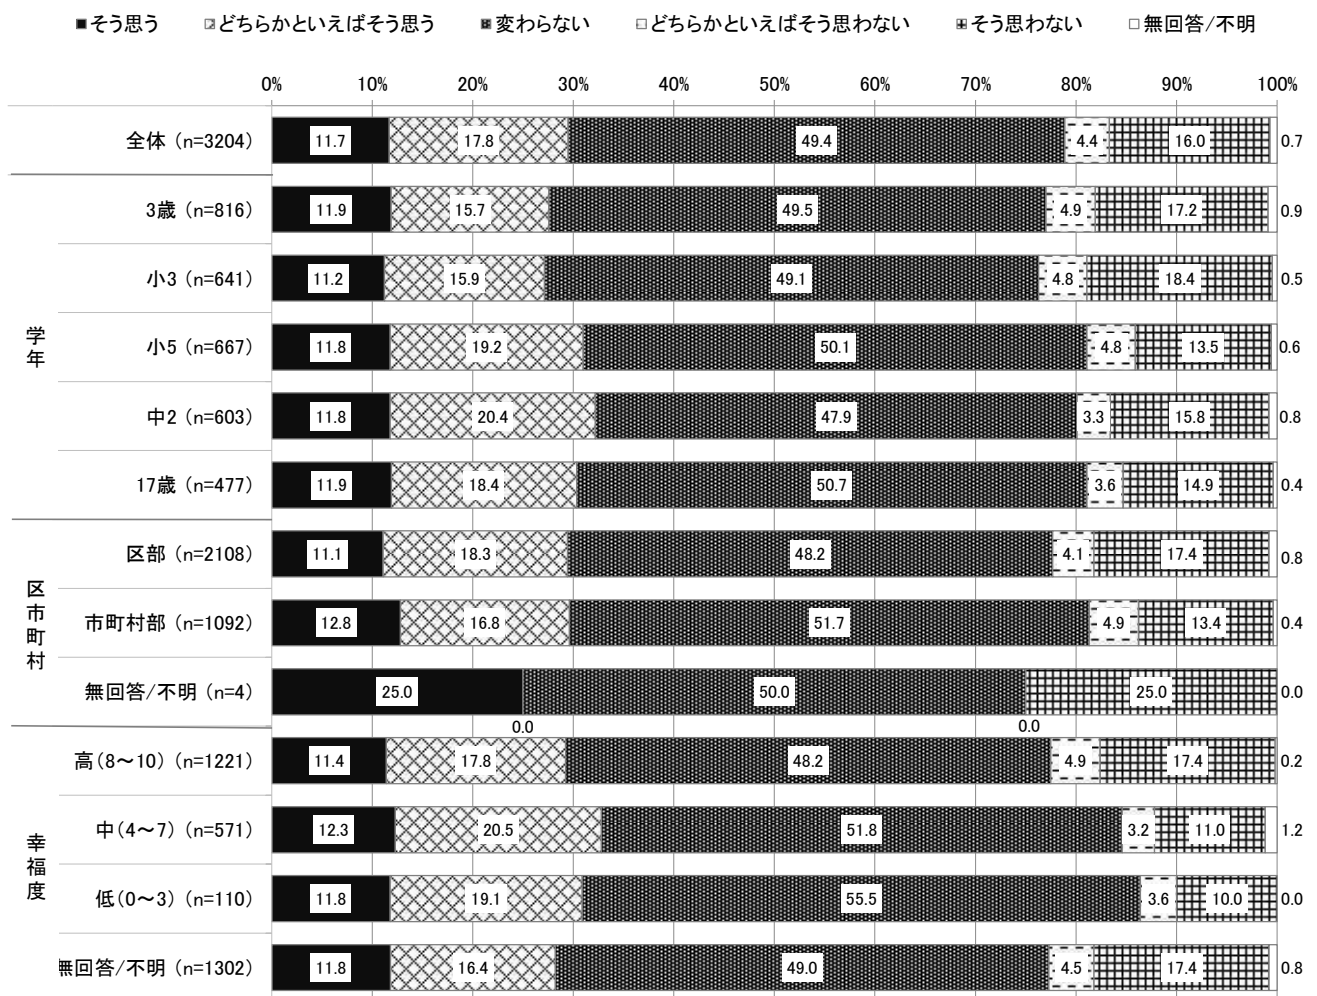 ■そう思う □どちらかといえばそう思う ■変わらない □どちらかといえばそう思わない ■そう思わない □無回答/不明
0% 10% 20% 30% 40% 50% 60% 70% 80% 90% 100%
全体(n=3204) 11.7 17.8 49.4 4.4 16.0 0.7
学年
3歳(n=816) 11.9 15.7 49.5 4.9 17.2 0.9
小3(n=641) 11.2 15.9 49.1 4.8 18.4 0.5
小5(n=667) 11.8 19.2 50.1 4.8 13.5 0.6
中2(n=603) 11.8 20.4 47.9 3.3 15.8 0.8
17歳(n=477) 11.9 18.4 50.7 3.6 14.9 0.4
区市町村
区部(n=2108) 11.1 18.3 48.2 4.1 17.4 0.8
市町村部(n=1092) 12.8 16.8 51.7 4.9 13.4 0.4
無回答/不明(n=4) 25.0 50.0 25.0 0.0
0.0 0.0
幸福度
高(8～10)(n=1221) 11.4 17.8 48.2 4.9 17.4 0.2
中(4～7)(n=571) 12.3 20.5 51.8 3.2 11.0 1.2
低(0～3)(n=110) 11.8 19.1 55.5 3.6 10.0 0.0
無回答/不明(n=1302) 11.8 16.4 49.0 4.5 17.4 0.8